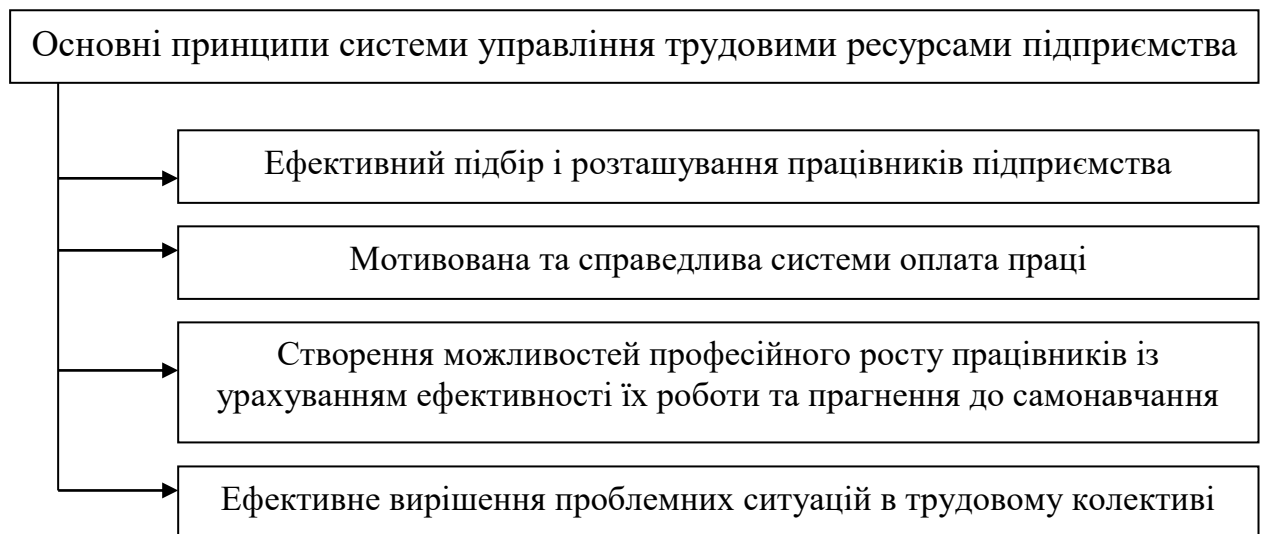 Основні принципи системи управління трудовими ресурсами підприємства
Ефективний підбір і розташування працівників підприємства
Мотивована та справедлива системи оплата праці
Створення можливостей професійного росту працівників із
урахуванням ефективності їх роботи та прагнення до самонавчання
Ефективне вирішення проблемних ситуацій в трудовому колективі